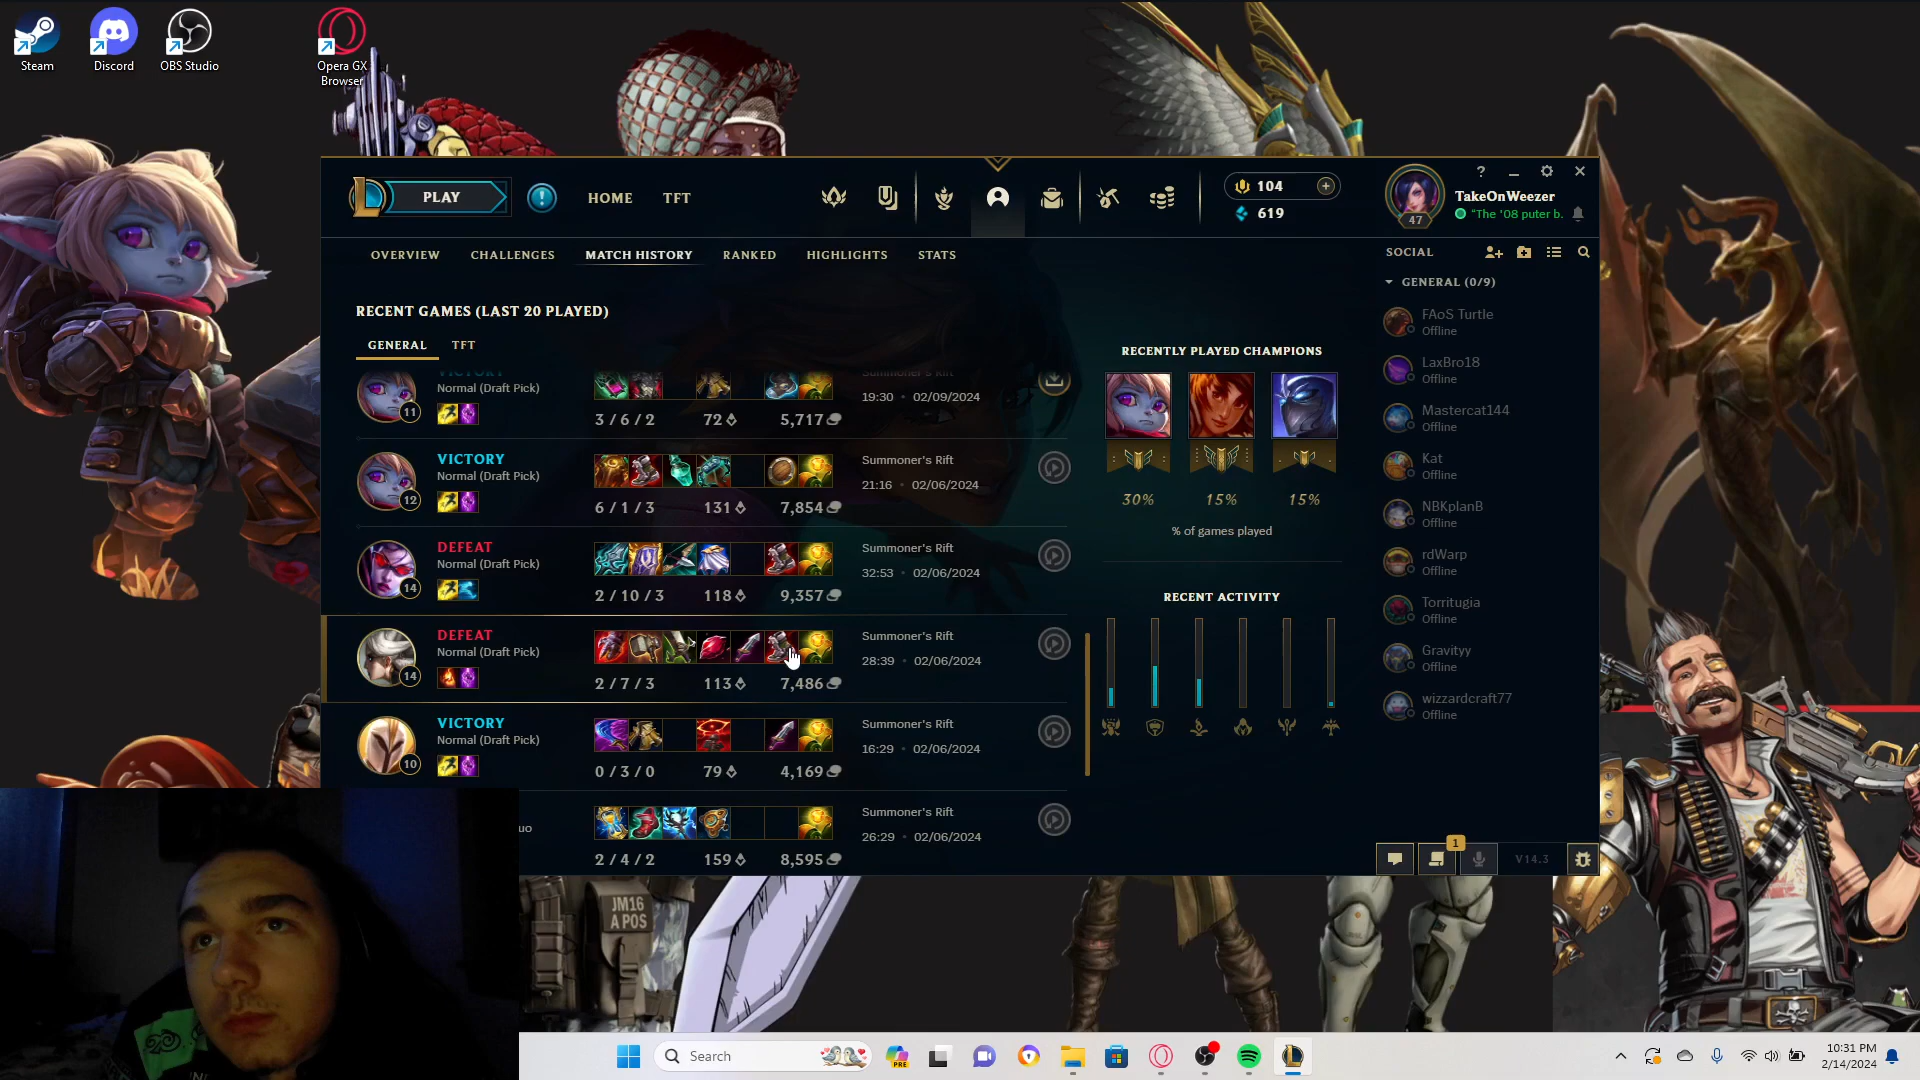 Steam
Discord
OBS Studio
Opera GX
Browser
PLAY
HOME
TFT
104
619
47
TakeOnWeezer
"The '08 puter b.
OVERVIEW
CHALLENGES
MATCH HISTORY
RANKED
HIGHLIGHTS
STATS
SOCIAL
GENERAL (0/9)
RECENT GAMES (LAST 20 PLAYED)
GENERAL
TFT
VICTORY
Normal (Draft Pick)
11
3 / 6 / 2
72
5,717
Summoner's Rift
19:30 • 02/09/2024
VICTORY
Normal (Draft Pick)
12
6 / 1 / 3
131
7,854
Summoner's Rift
21:16 • 02/06/2024
DEFEAT
Normal (Draft Pick)
14
2 / 10 / 3
118
9,357
Summoner's Rift
32:53 • 02/06/2024
DEFEAT
Normal (Draft Pick)
14
2 / 7 / 3
113
7,486
Summoner's Rift
28:39 • 02/06/2024
VICTORY
Normal (Draft Pick)
10
0 / 3 / 0
79
4,169
Summoner's Rift
16:29 • 02/06/2024
uo
2 / 4 / 2
159
8,595
Summoner's Rift
26:29 • 02/06/2024
RECENTLY PLAYED CHAMPIONS
30%
15%
15%
% of games played
RECENT ACTIVITY
FAoS Turtle
Offline
LaxBro18
Offline
Mastercat144
Offline
Kat
Offline
NBKplanB
Offline
rdWarp
Offline
Torritugia
Offline
Gravityy
Offline
wizzardcraft77
Offline
1
V14.3
JM16
A POS
Search
PRE
10:31 PM
2/14/2024